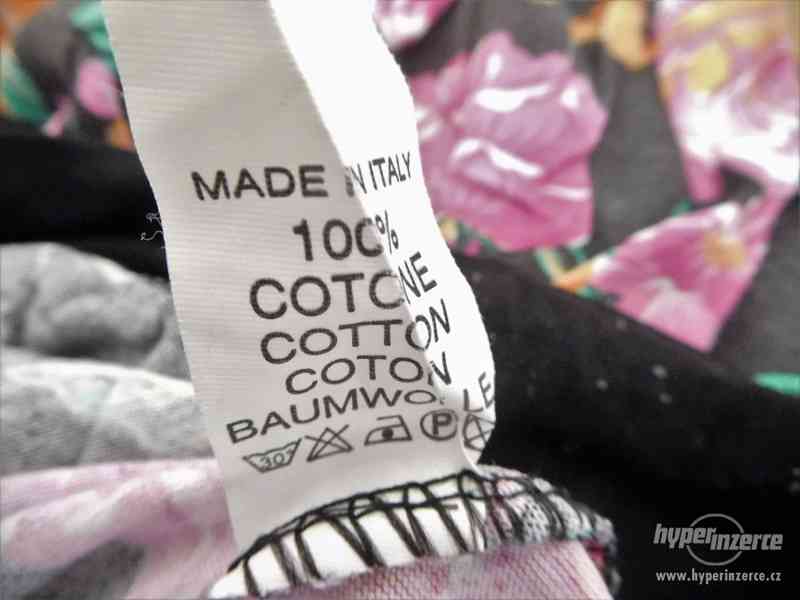 MADE IN ITALY
100%
COTONE
COTTON
COTON
BAUMWOLLE
30°
P
hyperinzerce
www.hyperinzerce.cz